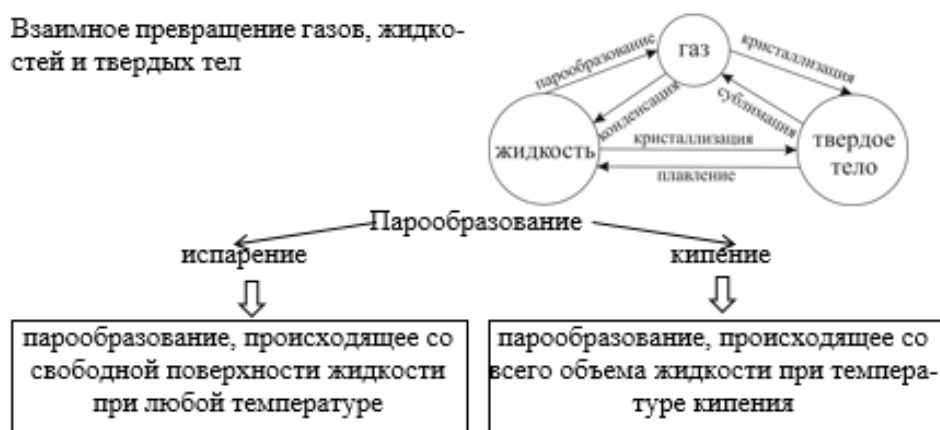 Взаимное превращение газов, жидко-
стей и твердых тел
газ
парообразование
кристаллизация
конденсация
сублимация
жидкость
кристаллизация
твердое
тело
плавление
Парообразование
испарение
кипение
парообразование, происходящее со
свободной поверхности жидкости
при любой температуре
парообразование, происходящее со
всего объема жидкости при темпера-
туре кипения